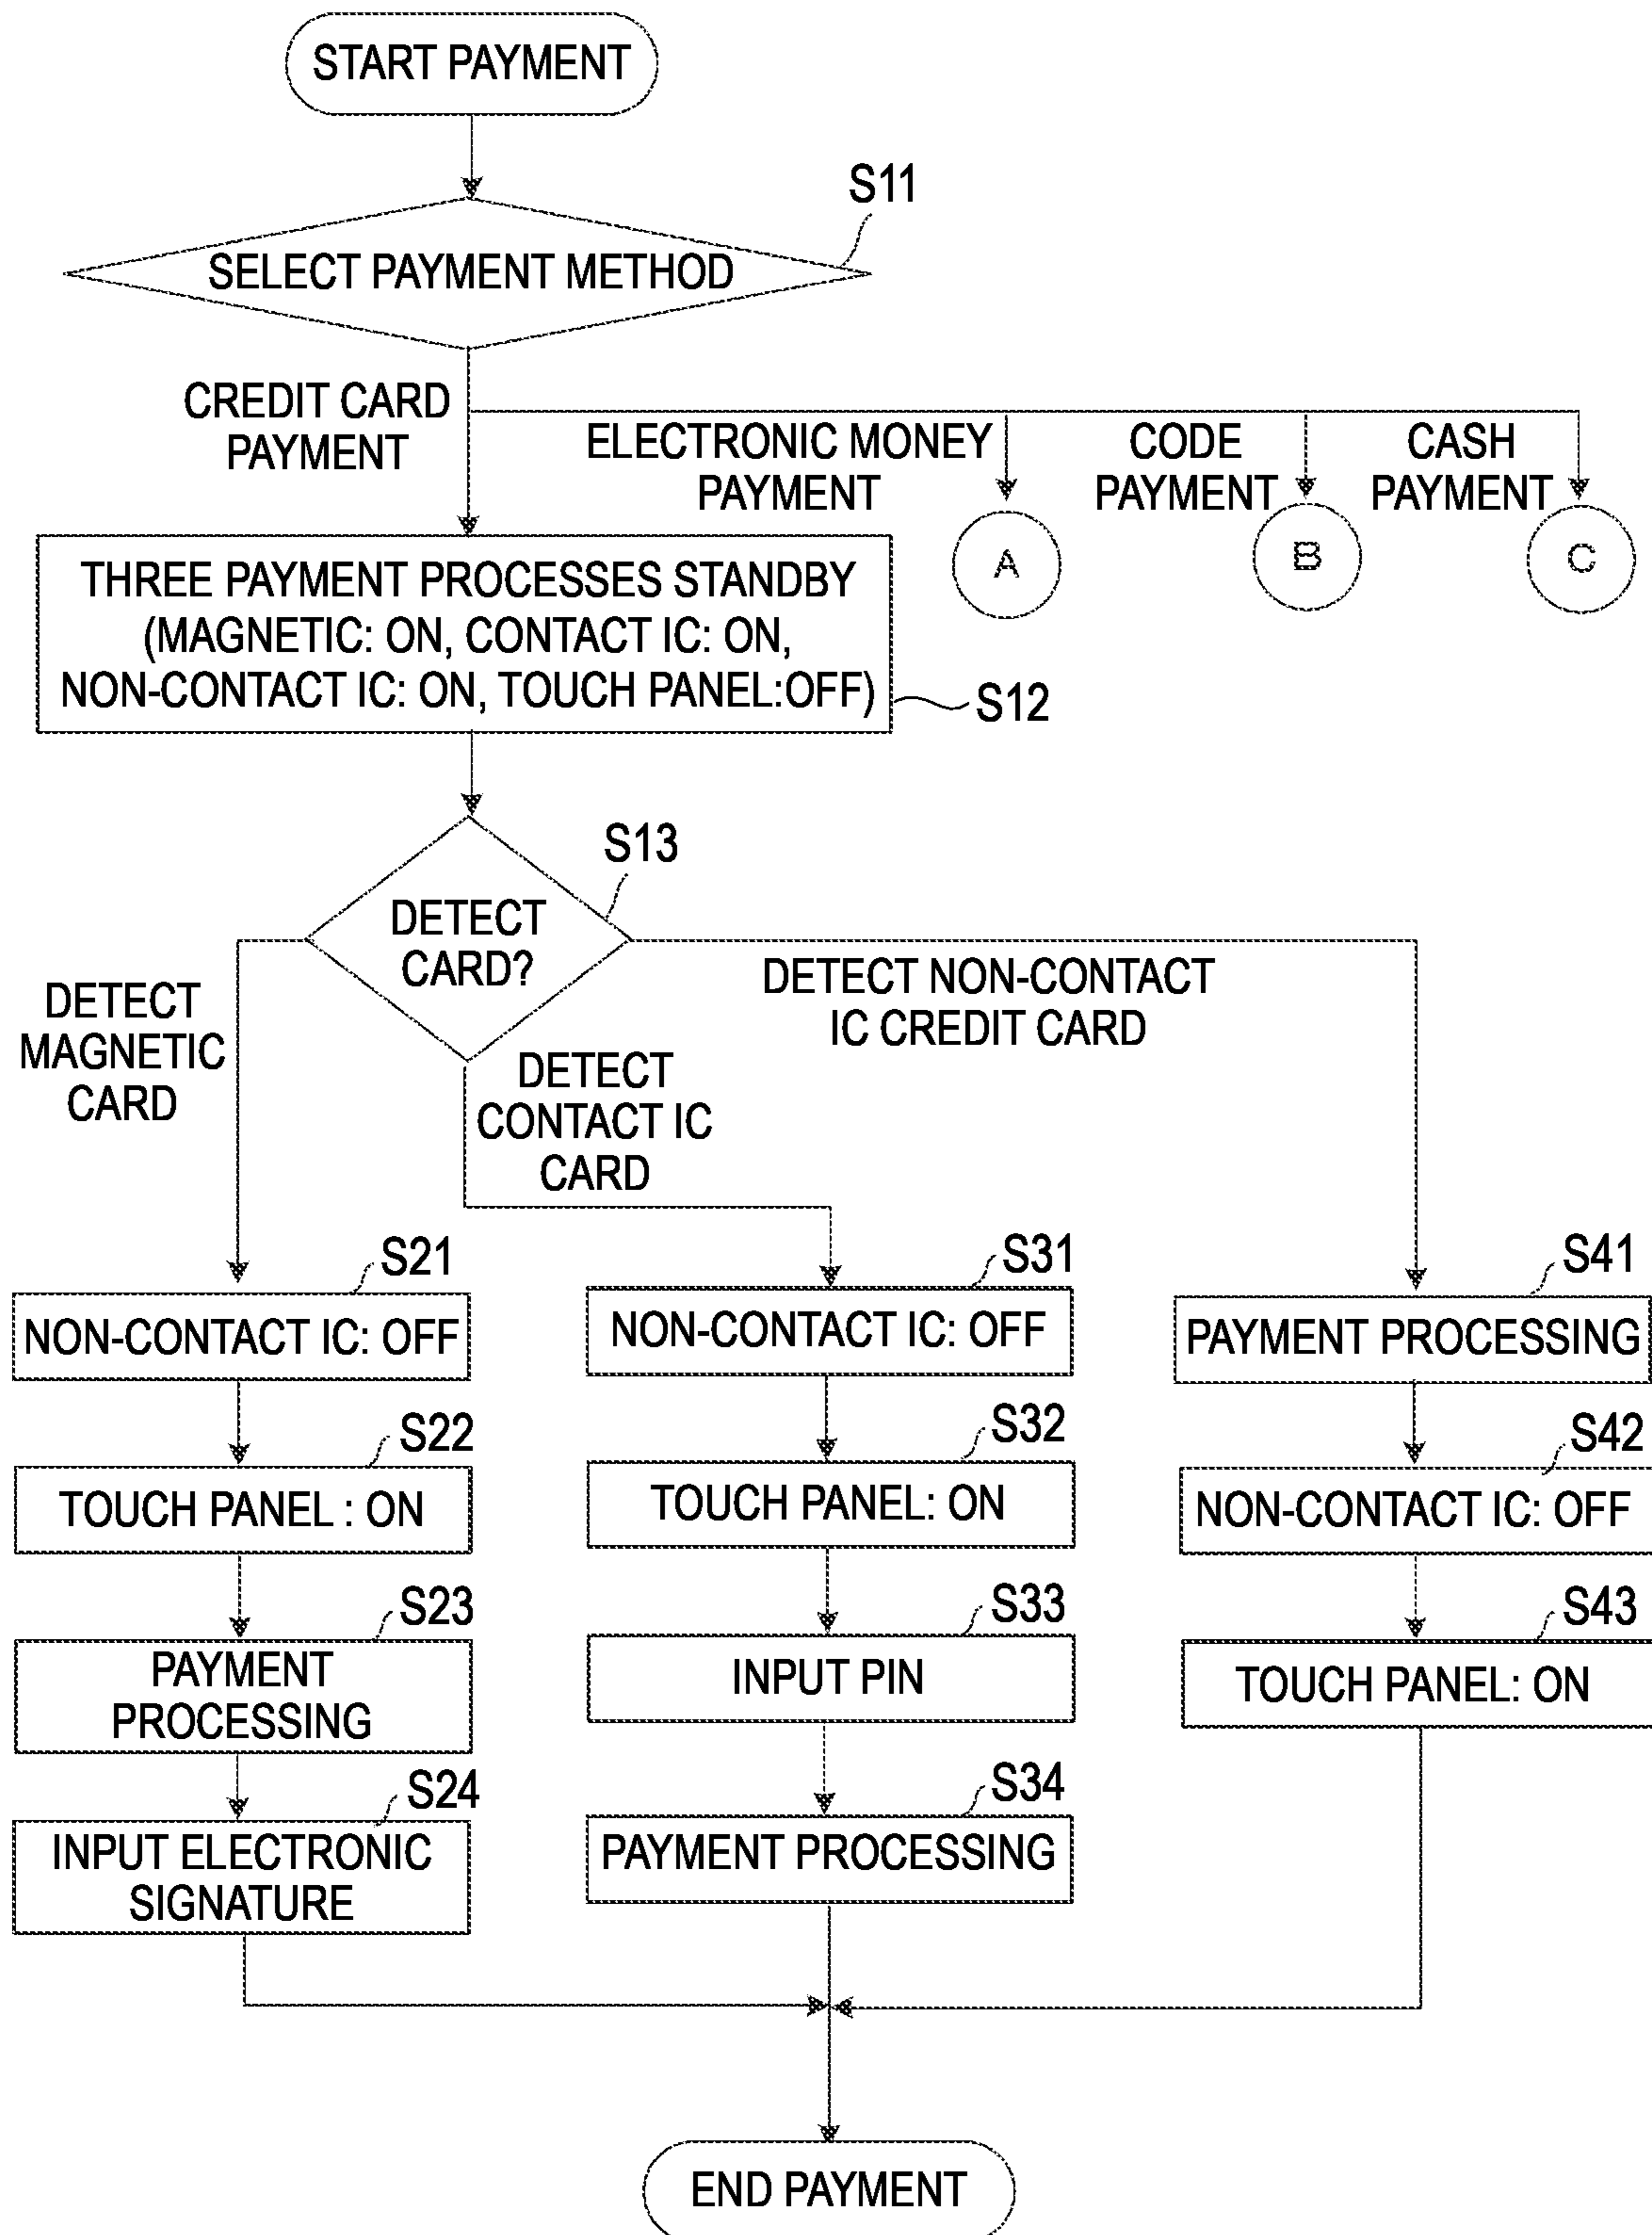 START PAYMENT
S11
SELECT PAYMENT METHOD
CREDIT CARD
PAYMENT
ELECTRONIC MONEY
PAYMENT
CODE
PAYMENT
CASH
PAYMENT
A
B
C
THREE PAYMENT PROCESSES STANDBY
(MAGNETIC: ON, CONTACT IC: ON,
NON-CONTACT IC: ON, TOUCH PANEL:OFF)
S12
S13
DETECT
CARD?
DETECT
MAGNETIC
CARD
DETECT
CONTACT IC
CARD
DETECT NON-CONTACT
IC CREDIT CARD
S21
NON-CONTACT IC: OFF
S22
TOUCH PANEL : ON
S23
PAYMENT
PROCESSING
S24
INPUT ELECTRONIC
SIGNATURE
S31
NON-CONTACT IC: OFF
S32
TOUCH PANEL: ON
S33
INPUT PIN
S34
PAYMENT PROCESSING
S41
PAYMENT PROCESSING
S42
NON-CONTACT IC: OFF
S43
TOUCH PANEL: ON
END PAYMENT